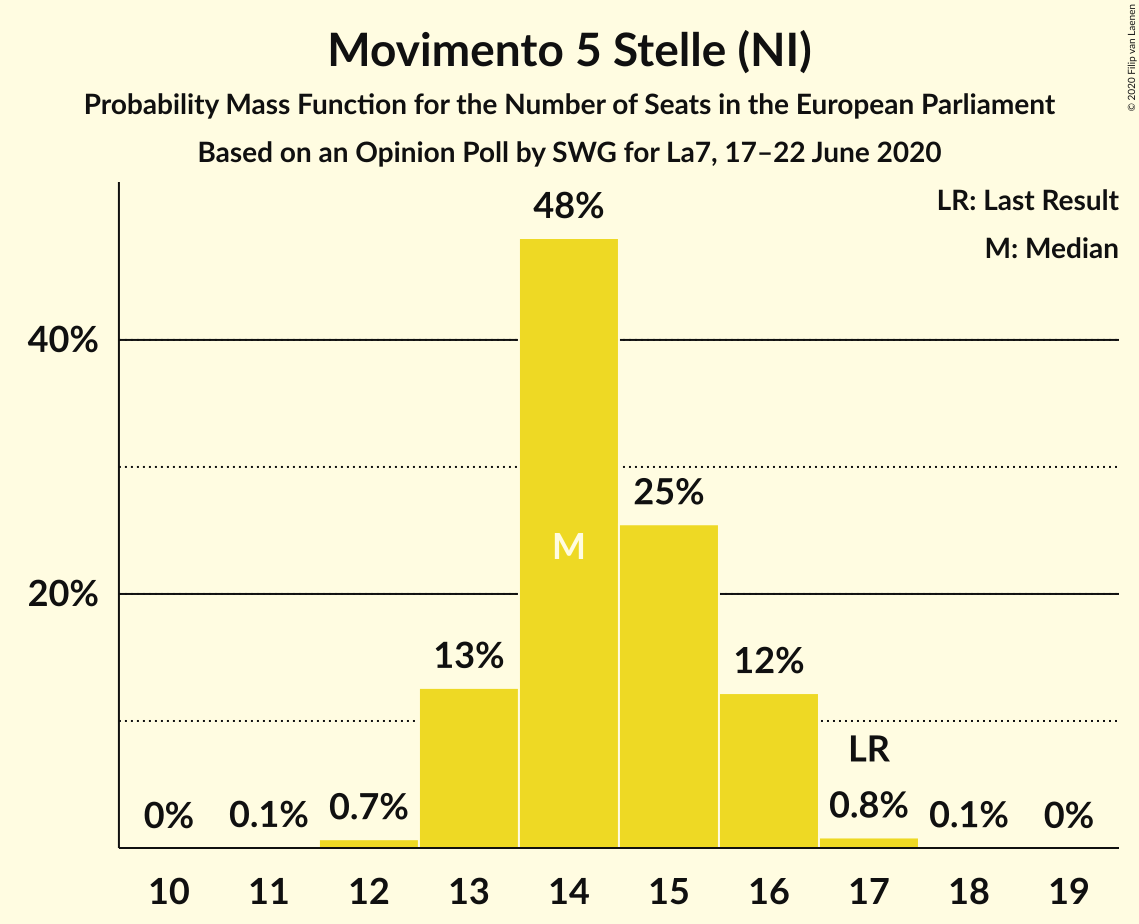 Movimento 5 Stelle (NI)
Probability Mass Function for the Number of Seats in the European Parliament
Based on an Opinion Poll by SWG for La7, 17–22 June 2020
© 2020 Filip van Laenen
LR: Last Result
M: Median
48%
40%
25%
M
20%
13%
12%
LR
0%
0.1%
0.7%
0.8%
0.1%
0%
10 11 12 13 14 15 16 17 18 19